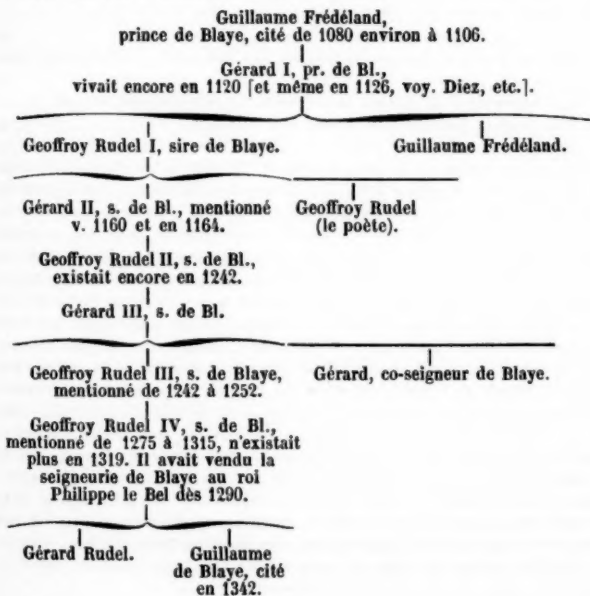 Guillaume Frédéland,
prince de Blaye, cité de 1080 environ à 1106.
Gérard I, pr. de Bl.,
vivait encore en 1120 [et même en 1126, voy. Diez, etc.].
Geoffroy Rudel I, sire de Blaye.
Guillaume Frédéland.
Gérard II, s. de Bl., mentionné
v. 1160 et en 1164.
Geoffroy Rudel
(le poète).
Geoffroy Rudel II, s. de Bl.,
existait encore en 1242.
Gérard III, s. de Bl.
Geoffroy Rudel III, s. de Blaye,
mentionné de 1242 à 1252.
Gérard, co-seigneur de Blaye.
Geoffroy Rudel IV, s. de Bl.,
mentionné de 1275 à 1315, n'existait
plus en 1319. Il avait vendu la
seigneurie de Blaye au roi
Philippe le Bel dès 1290.
Gérard Rudel.
Guillaume
de Blaye, cité
en 1342.